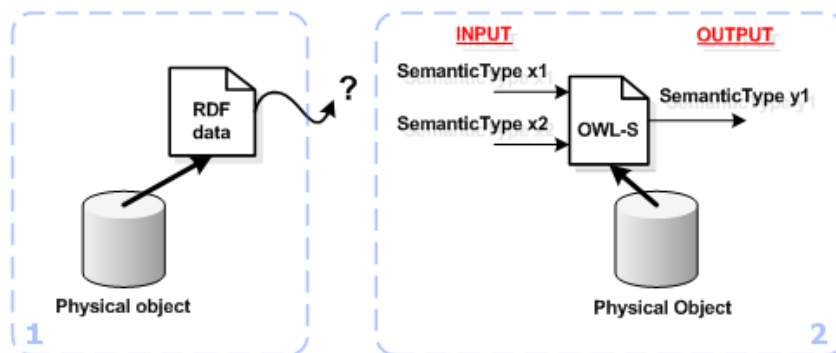 RDF
data
?
Physical object
1
INPUT
OUTPUT
SemanticType x1
SemanticType x2
OWL-S
SemanticType y1
Physical Object
2